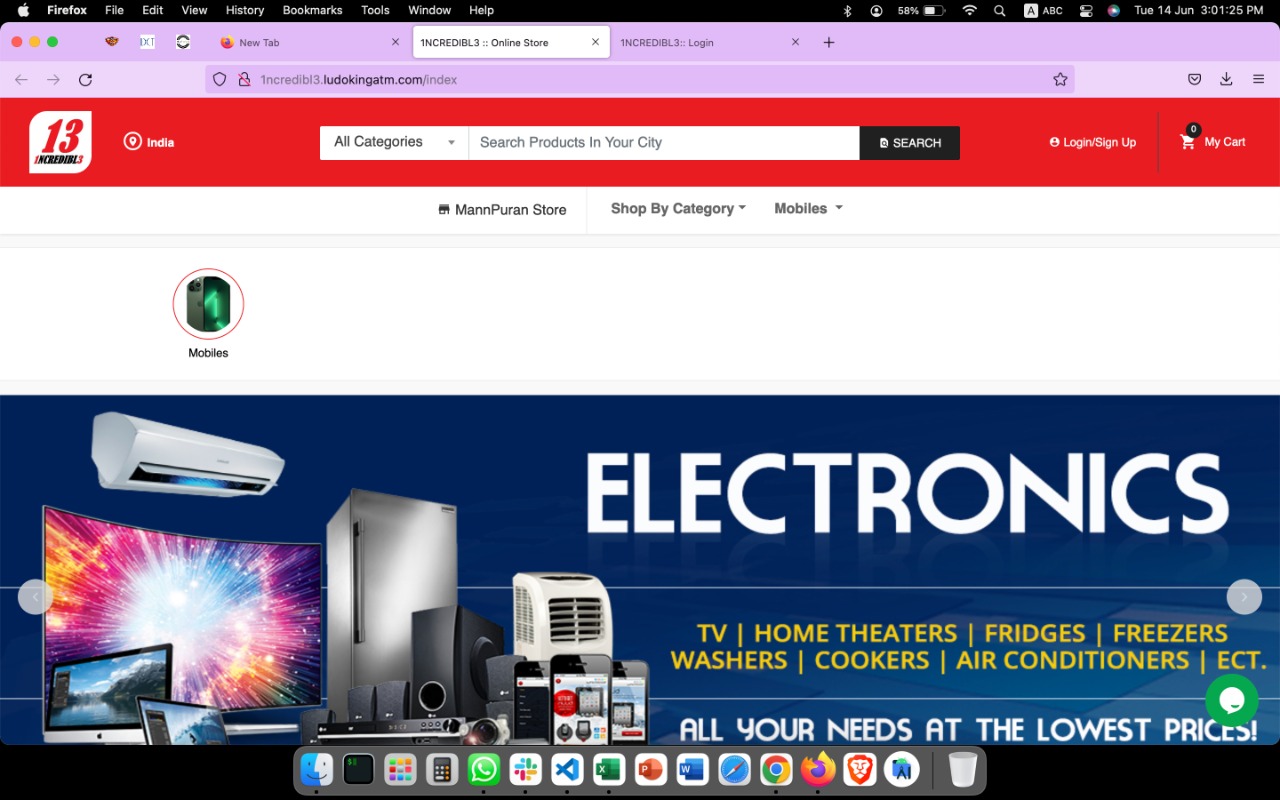 Firefox File Edit View History Bookmarks Tools Window Help 58% A ABC Tue 14 Jun 3:01:25 PM
New Tab 1NCREDIBL3 :: Online Store 1NCREDIBL3:: Login
1ncredibl3.ludokingatm.com/index
13
1NCREDIBL3
India
All Categories
Search Products In Your City
SEARCH
Login/Sign Up
0
My Cart
MannPuran Store Shop By Category Mobiles
Mobiles
ELECTRONICS
TV | HOME THEATERS | FRIDGES | FREEZERS
WASHERS | COOKERS | AIR CONDITIONERS | ECT.
ALL YOUR NEEDS AT THE LOWEST PRICES!